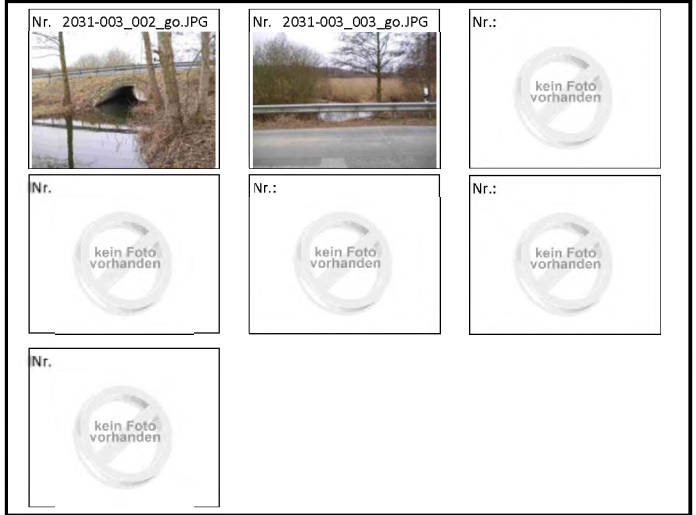 Nr. 2031-003_002_go.JPG
Nr. 2031-003_003_go.JPG
Nr.:
kein Foto
vorhanden
Nr.
kein Foto
vorhanden
Nr.:
kein Foto
vorhanden
Nr.:
kein Foto
vorhanden
Nr.
kein Foto
vorhanden